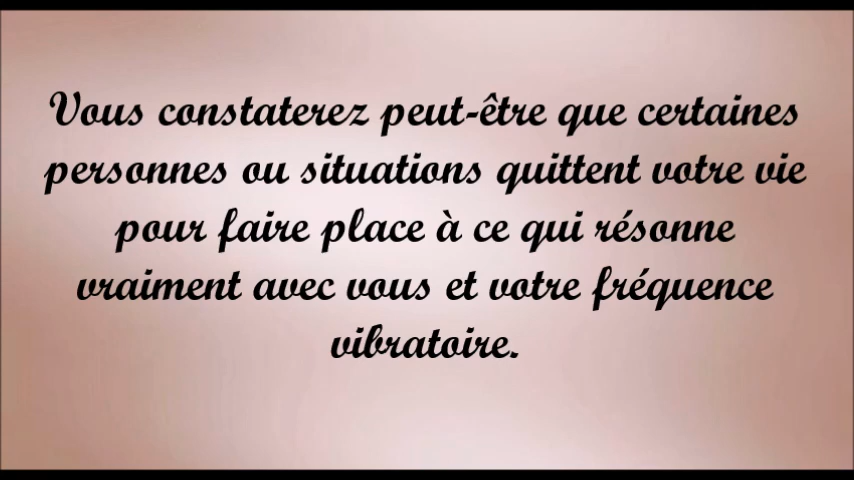 Vous constaterez peut-être que certaines
personnes ou situations quittent votre vie
pour faire place à ce qui résonne
vraiment avec vous et votre fréquence
vibratoire.